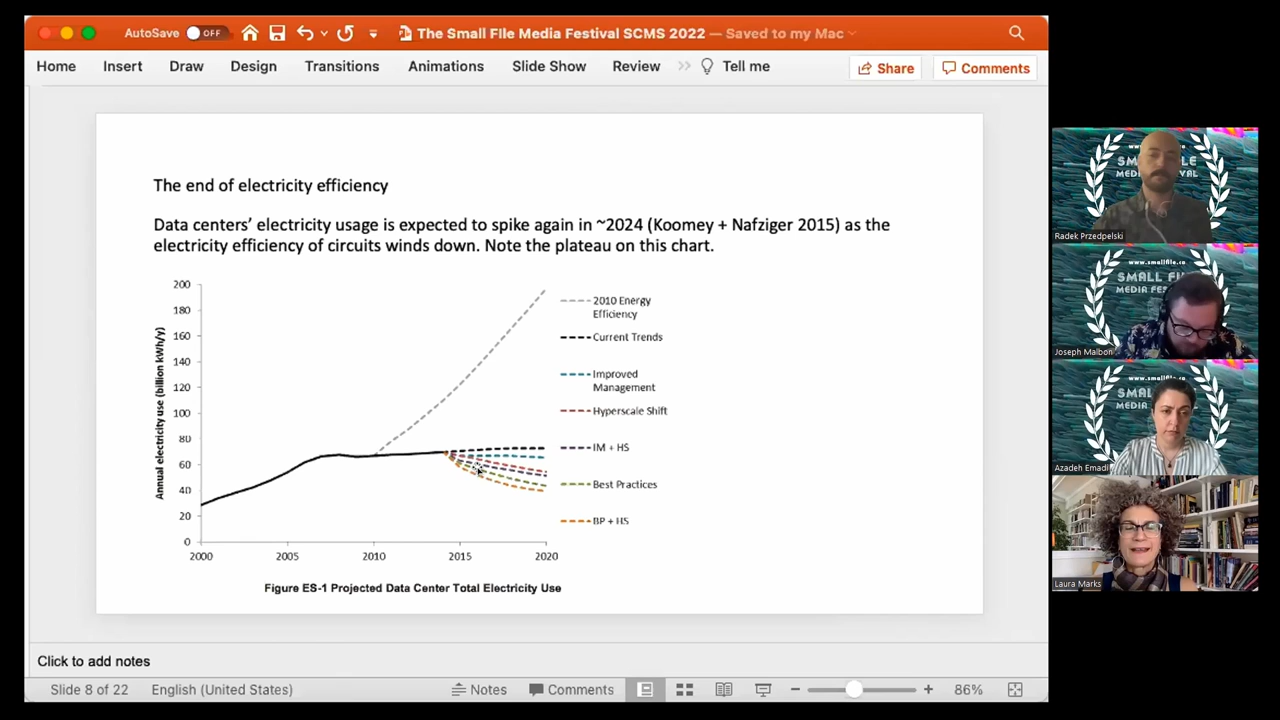 AutoSave OFF The Small FIle Media Festival SCMS 2022 — Saved to my Mac
Home Insert Draw Design Transitions Animations Slide Show Review Tell me Share Comments
The end of electricity efficiency
Data centers' electricity usage is expected to spike again in ~2024 (Koomey + Nafziger 2015) as the
electricity efficiency of circuits winds down. Note the plateau on this chart.
Annual electricity use (billion kWh/y)
200
180
160
140
120
100
80
60
40
20
0
2000 2005 2010 2015 2020
2010 Energy
Efficiency
Current Trends
Improved
Management
Hyperscale Shift
IM + HS
Best Practices
BP + HS
Figure ES-1 Projected Data Center Total Electricity Use
Click to add notes
Slide 8 of 22 English (United States) Notes Comments 86%
Radek Przedpelski
SMALL FI
Joseph Malbon
Azadeh Emadi
Laura Marks